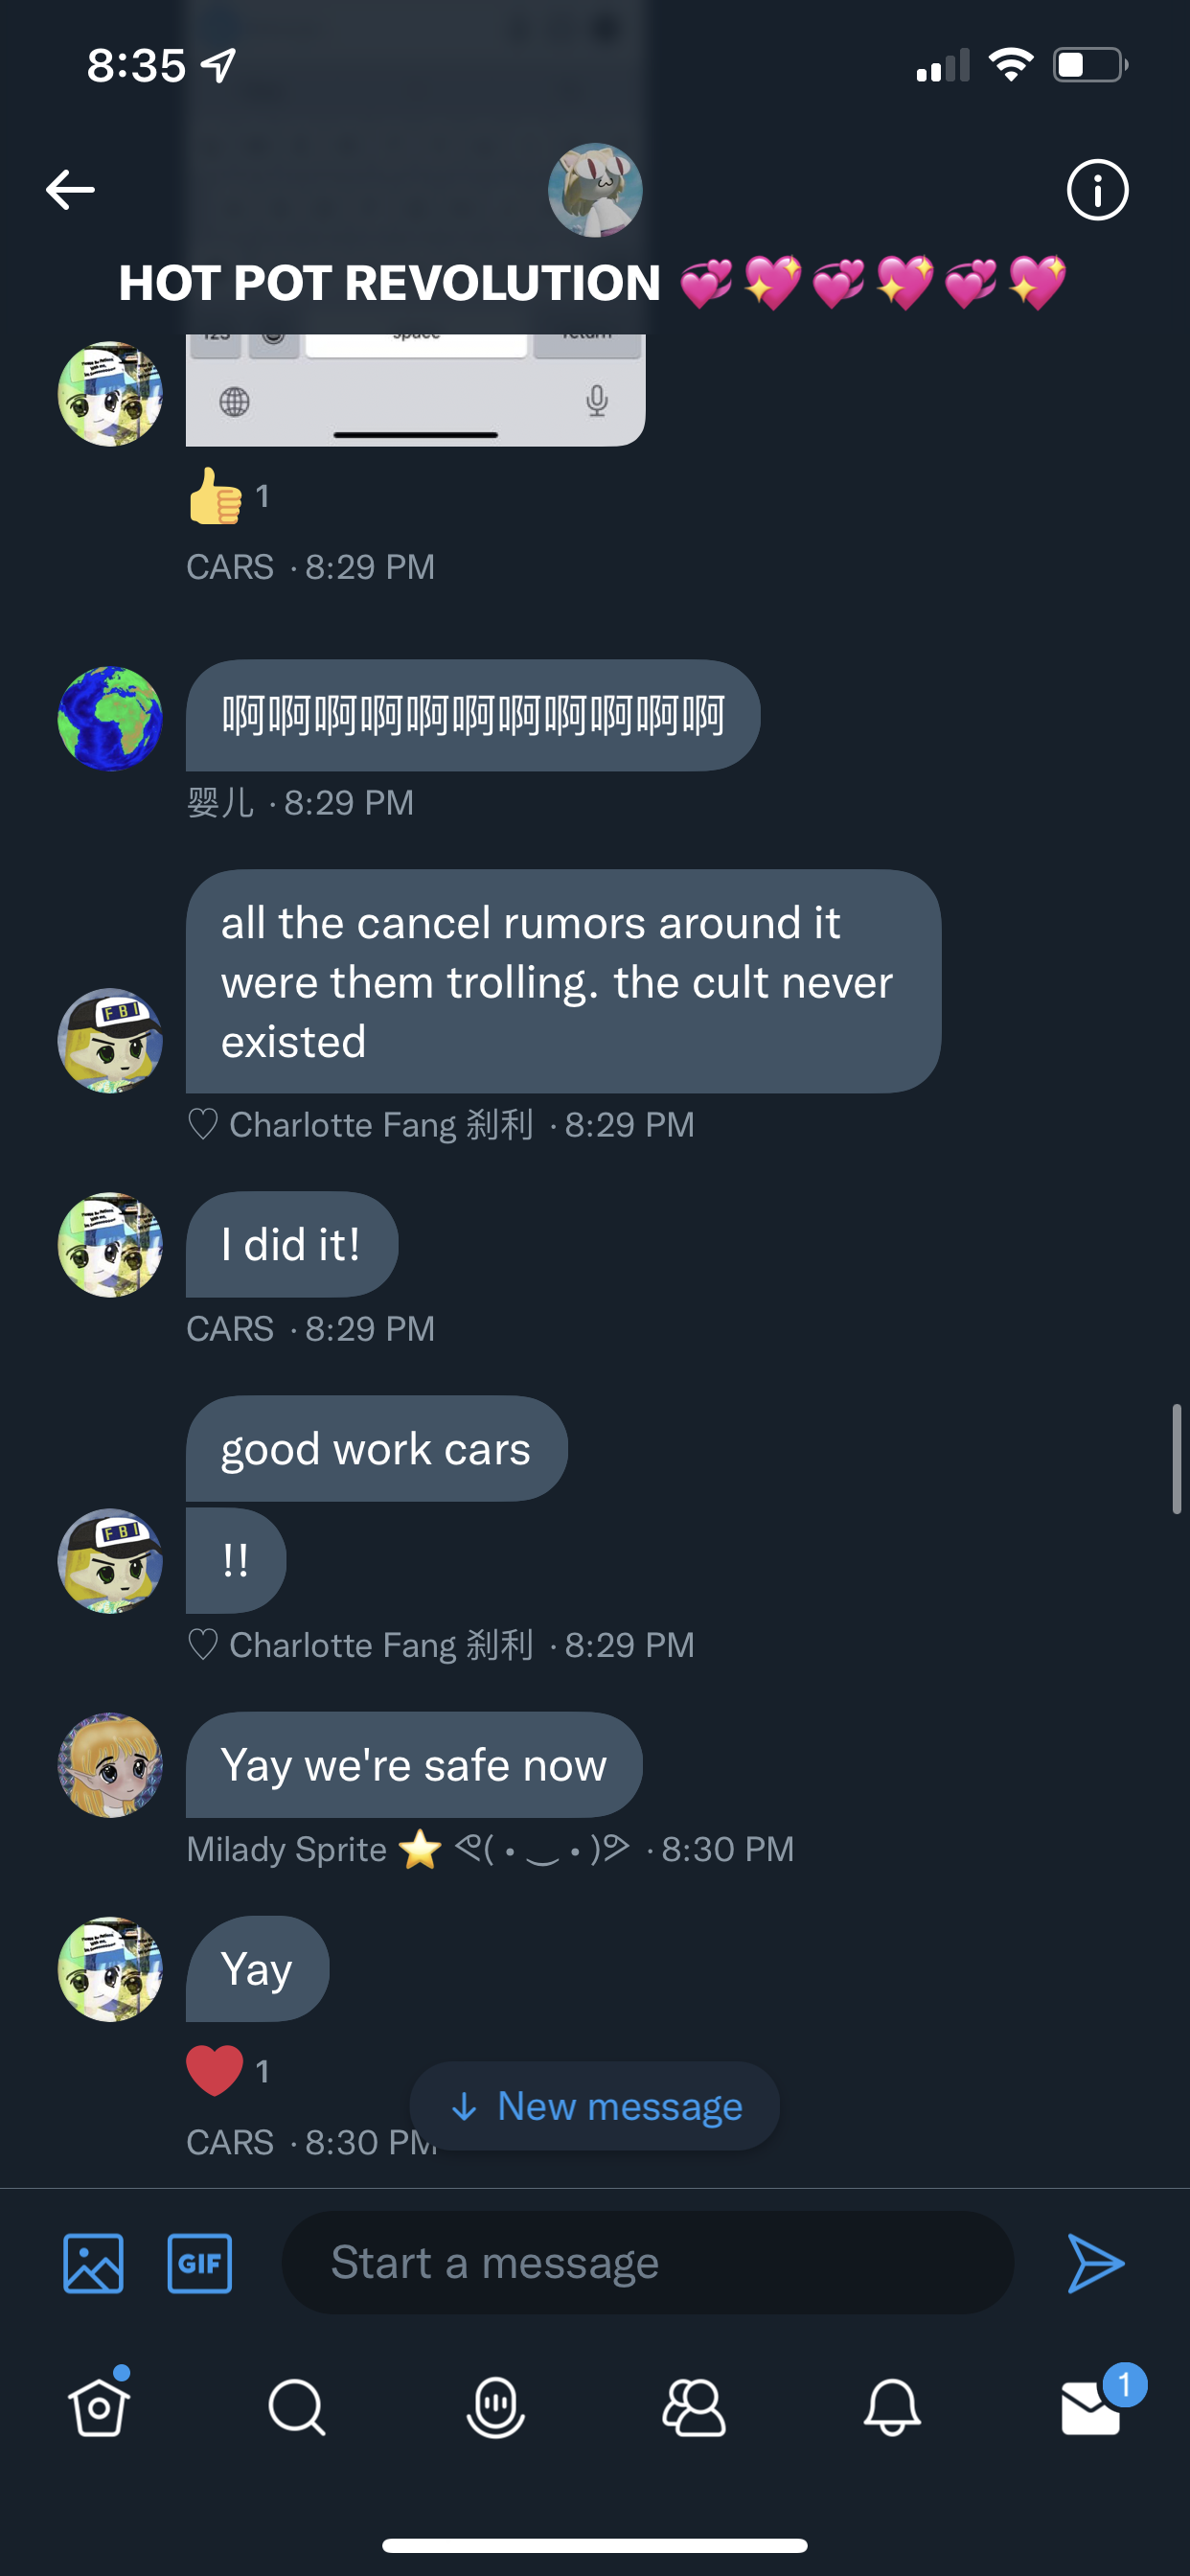 8:35
HOT POT REVOLUTION 💞💖💞💖💞💖
123 space return
👍 1
CARS · 8:29 PM
啊啊啊啊啊啊啊啊啊啊啊
婴儿 · 8:29 PM
all the cancel rumors around it
were them trolling. the cult never
existed
FBI
♡ Charlotte Fang 刹利 · 8:29 PM
I did it!
CARS · 8:29 PM
good work cars
!!
FBI
♡ Charlotte Fang 刹利 · 8:29 PM
Yay we're safe now
Milady Sprite ⭐ ᕙ( • ‿ • )ᕗ · 8:30 PM
Yay
❤️ 1
↓ New message
CARS · 8:30 PM
GIF
Start a message
1